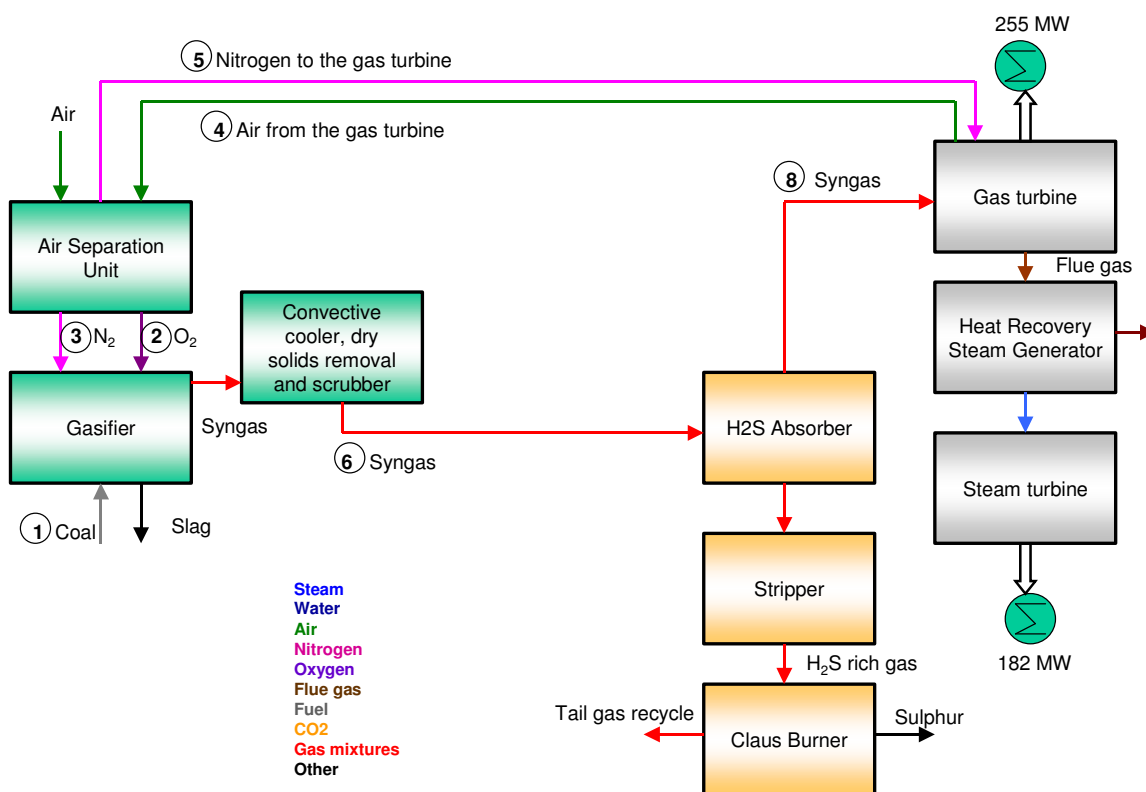 255 MW
5 Nitrogen to the gas turbine
Air
4 Air from the gas turbine
8 Syngas
Gas turbine
Air Separation
Unit
Flue gas
3 N₂
2 O₂
Convective
cooler, dry
solids removal
and scrubber
Heat Recovery
Steam Generator
Gasifier
Syngas
H2S Absorber
6 Syngas
Steam turbine
1 Coal
Slag
Stripper
Steam
Water
Air
Nitrogen
Oxygen
Flue gas
Fuel
CO2
Gas mixtures
Other
H₂S rich gas
182 MW
Tail gas recycle
Claus Burner
Sulphur